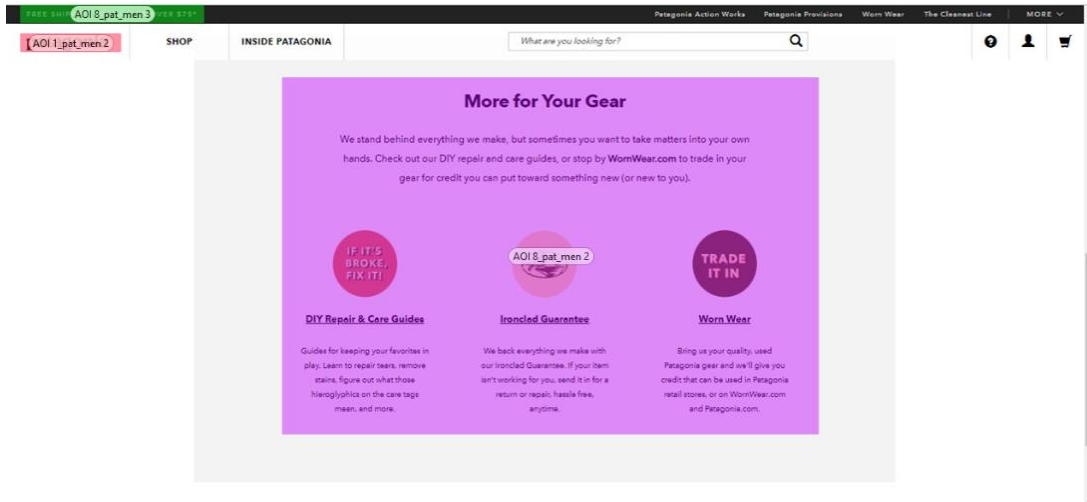 FREE SHIP AOI 8_pat_men 3 OVER $75*
Patagonia Action Works Patagonia Provisions Worn Wear The Cleanest Line MORE
AOI 1_pat_men 2
SHOP
INSIDE PATAGONIA
What are you looking for?
More for Your Gear
We stand behind everything we make, but sometimes you want to take matters into your own
hands. Check out our DIY repair and care guides, or stop by WornWear.com to trade in your
gear for credit you can put toward something new (or new to you).
IF IT'S
BROKE,
FIX IT!
AOI 8_pat_men 2
TRADE
IT IN
DIY Repair & Care Guides
Guides for keeping your favorites in
play. Learn to repair tears, remove
stains, figure out what those
hieroglyphics on the care tags
mean, and more.
Ironclad Guarantee
We back everything we make with
our Ironclad Guarantee. If your item
isn't working for you, send it in for a
return or repair, hassle free,
anytime.
Worn Wear
Bring us your quality, used
Patagonia gear and we'll give you
credit that can be used in Patagonia
retail stores, or on WornWear.com
and Patagonia.com.